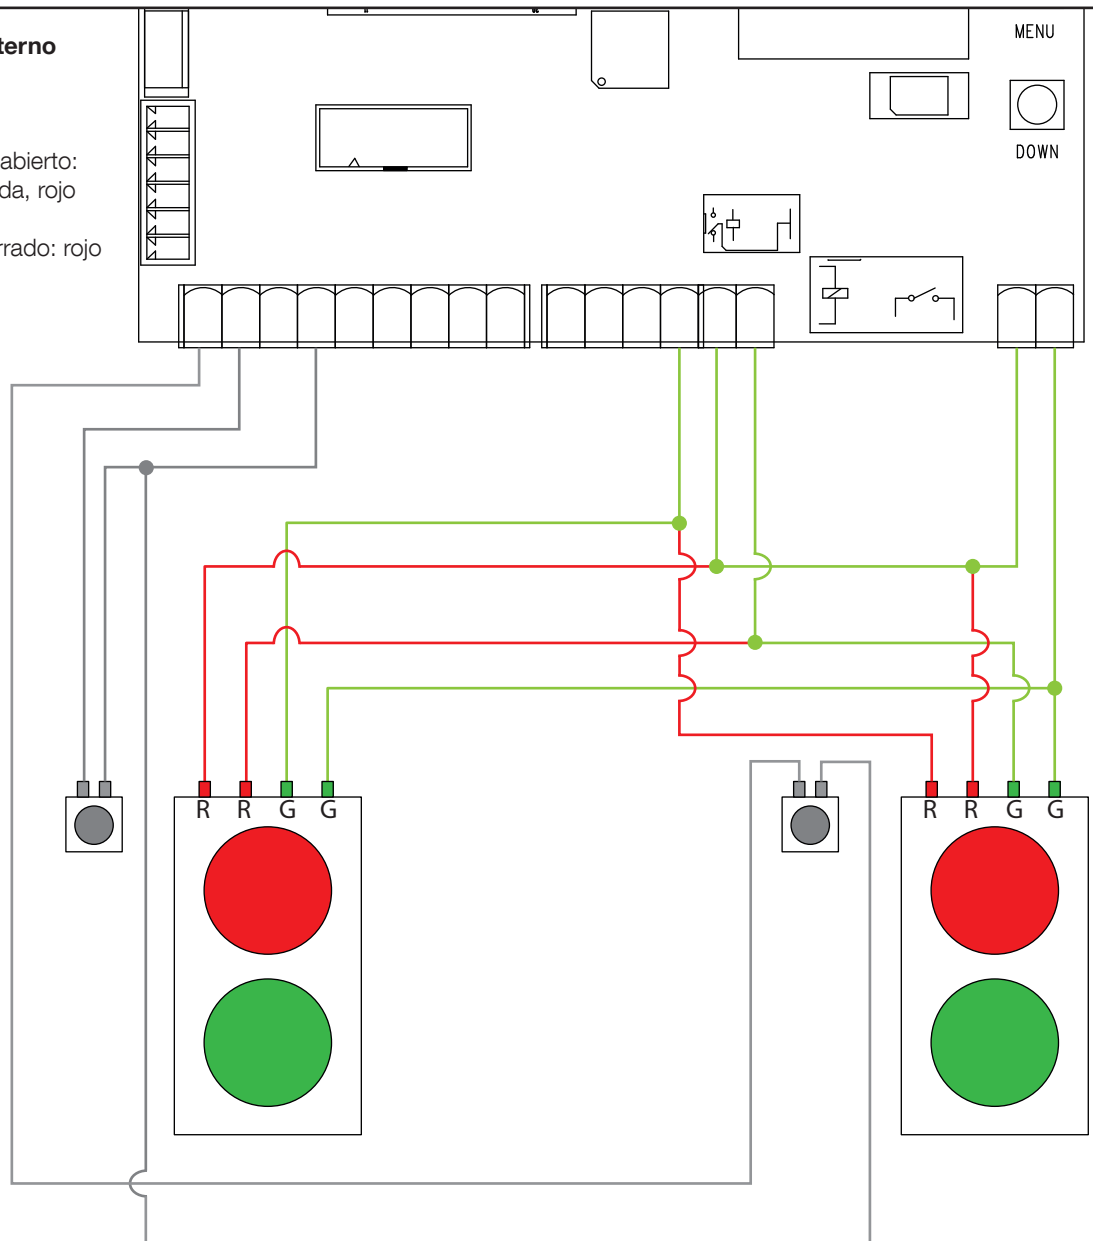 terno
abierto:
da, rojo
rrado: rojo
MENU
DOWN
R R G G
R R G G